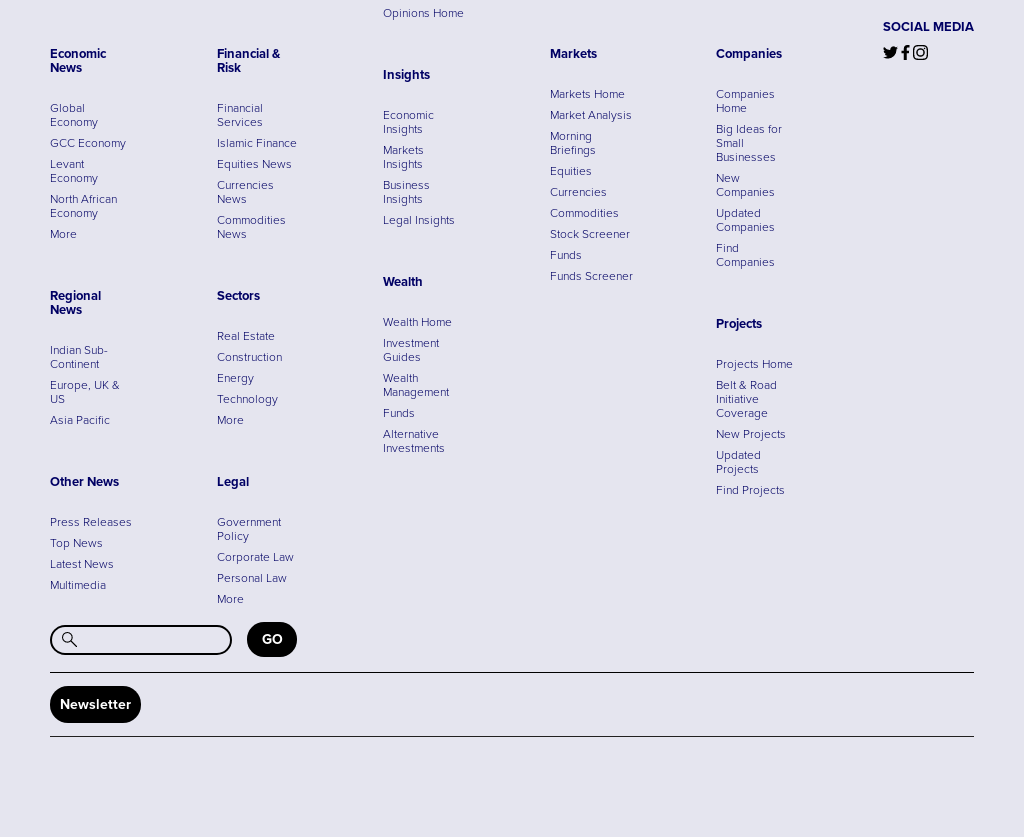 Opinions Home
SOCIAL MEDIA
Economic
News
Global
Economy
GCC Economy
Levant
Economy
North African
Economy
More
Regional
News
Indian Sub-
Continent
Europe, UK &
US
Asia Pacific
Other News
Press Releases
Top News
Latest News
Multimedia
Financial &
Risk
Financial
Services
Islamic Finance
Equities News
Currencies
News
Commodities
News
Sectors
Real Estate
Construction
Energy
Technology
More
Legal
Government
Policy
Corporate Law
Personal Law
More
Insights
Economic
Insights
Markets
Insights
Business
Insights
Legal Insights
Wealth
Wealth Home
Investment
Guides
Wealth
Management
Funds
Alternative
Investments
Markets
Markets Home
Market Analysis
Morning
Briefings
Equities
Currencies
Commodities
Stock Screener
Funds
Funds Screener
Companies
Companies
Home
Big Ideas for
Small
Businesses
New
Companies
Updated
Companies
Find
Companies
Projects
Projects Home
Belt & Road
Initiative
Coverage
New Projects
Updated
Projects
Find Projects
GO
Newsletter